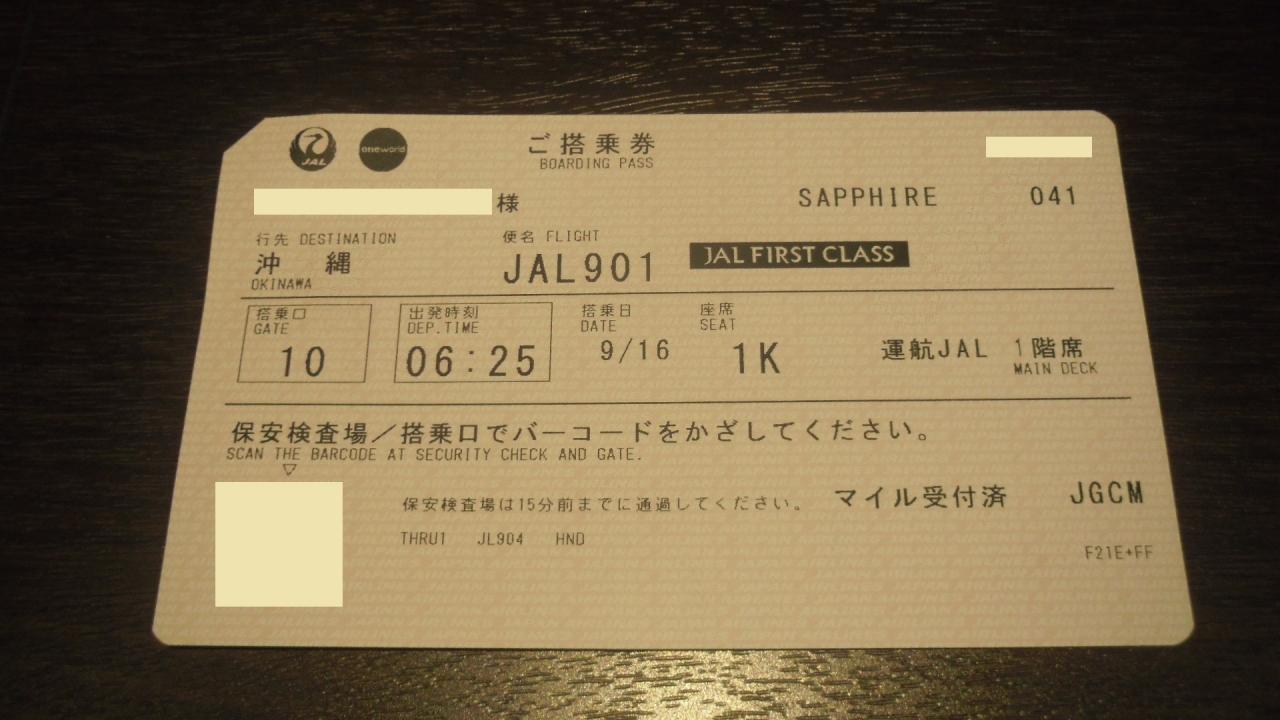 JAL oneworld
ご搭乗券
BOARDING PASS
様 SAPPHIRE 041
行先 DESTINATION 便名 FLIGHT
沖 縄 JAL901 JAL FIRST CLASS
OKINAWA
搭乗口 出発時刻 搭乗日 座席
GATE DEP.TIME DATE SEAT
10 06:25 9/16 1K 運航JAL 1階席
MAIN DECK
保安検査場/搭乗口でバーコードをかざしてください。
SCAN THE BARCODE AT SECURITY CHECK AND GATE.
保安検査場は15分前までに通過してください。 マイル受付済 JGCM
THRU1 JL904 HND
F21E+FF